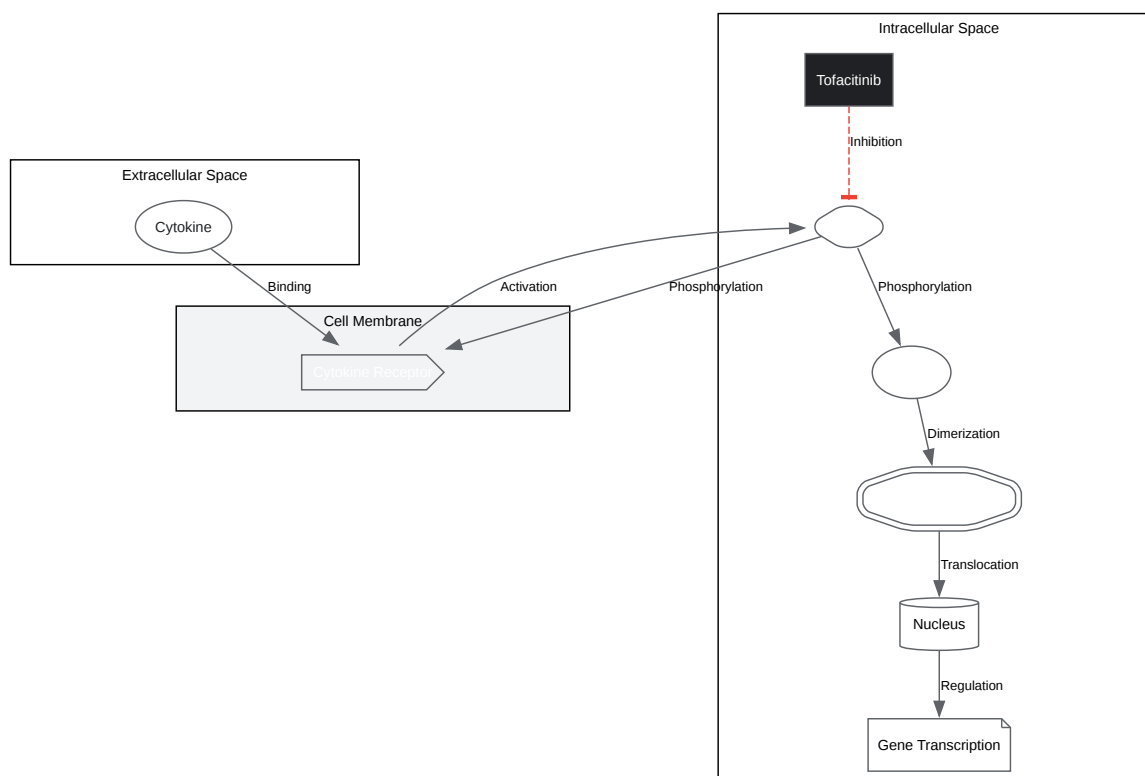 Intracellular Space
Tofacitinib
Inhibition
Extracellular Space
Cytokine
Binding
Activation
Phosphorylation
Phosphorylation
Cell Membrane
Cytokine Receptor
Dimerization
Translocation
Nucleus
Regulation
Gene Transcription